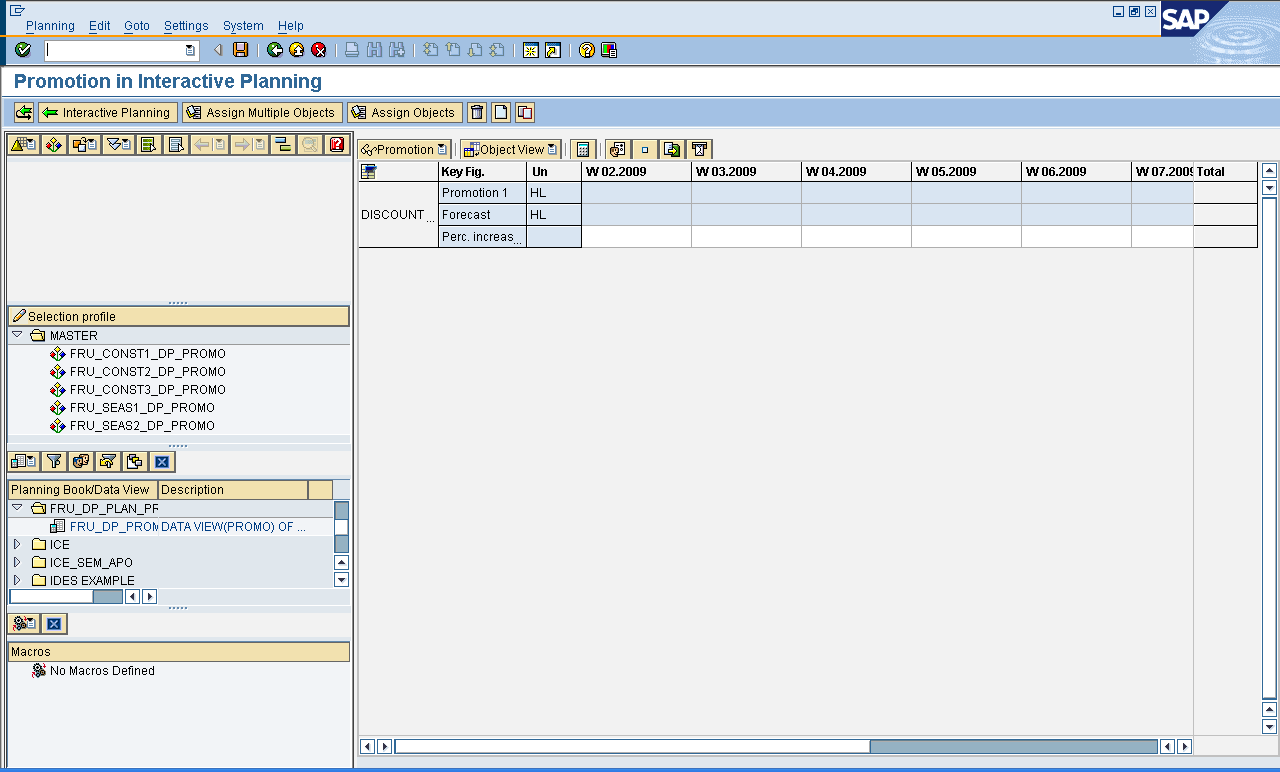 Planning Edit Goto Settings System Help
SAP
Promotion in Interactive Planning
Interactive Planning Assign Multiple Objects Assign Objects
Promotion Object View
Key Fig. Un W 02.2009 W 03.2009 W 04.2009 W 05.2009 W 06.2009 W 07.200 Total
Promotion 1 HL
DISCOUNT ... Forecast HL
Perc. increas...
Selection profile
MASTER
FRU_CONST1_DP_PROMO
FRU_CONST2_DP_PROMO
FRU_CONST3_DP_PROMO
FRU_SEAS1_DP_PROMO
FRU_SEAS2_DP_PROMO
Planning Book/Data View Description
FRU_DP_PLAN_PF
FRU_DP_PROM DATA VIEW(PROMO) OF ...
ICE
ICE_SEM_APO
IDES EXAMPLE
Macros
No Macros Defined